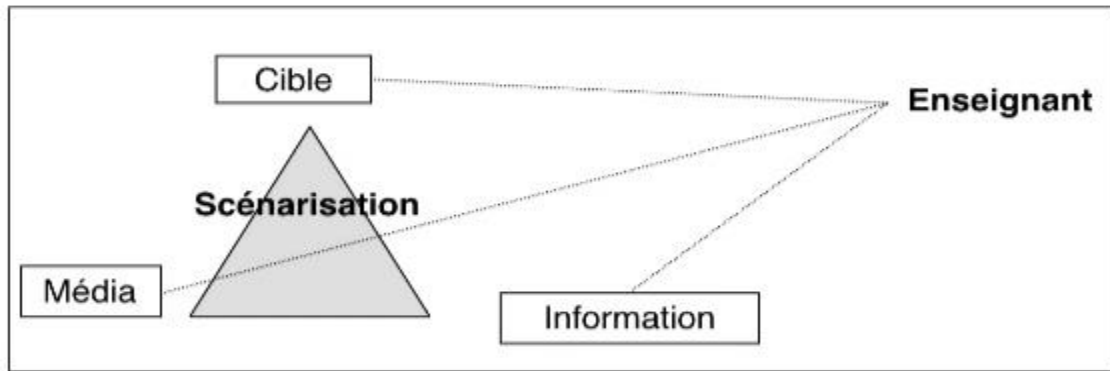 Cible
Enseignant
Scénarisation
Média
Information